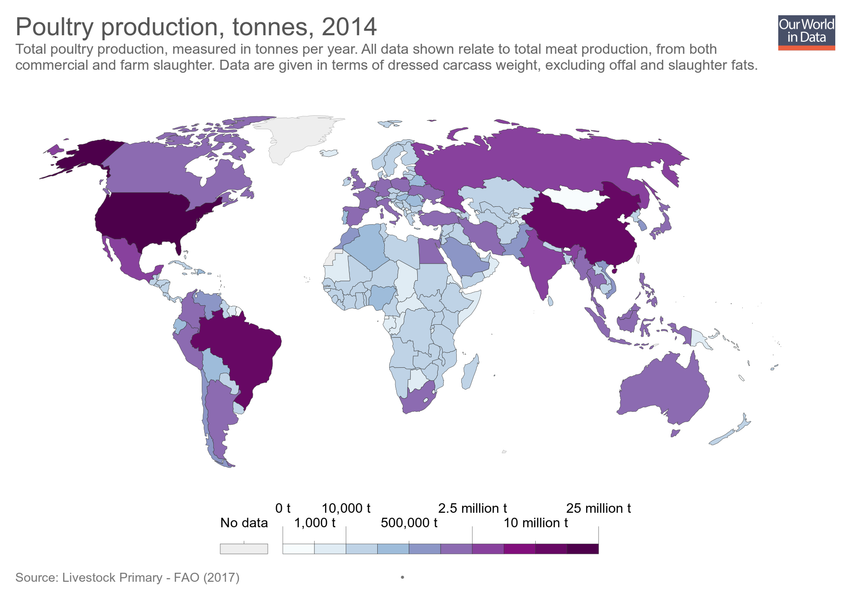 Poultry production, tonnes, 2014
Our World
in Data
Total poultry production, measured in tonnes per year. All data shown relate to total meat production, from both
commercial and farm slaughter. Data are given in terms of dressed carcass weight, excluding offal and slaughter fats.
0 t 10,000 t 2.5 million t 25 million t
No data 1,000 t 500,000 t 10 million t
Source: Livestock Primary - FAO (2017)